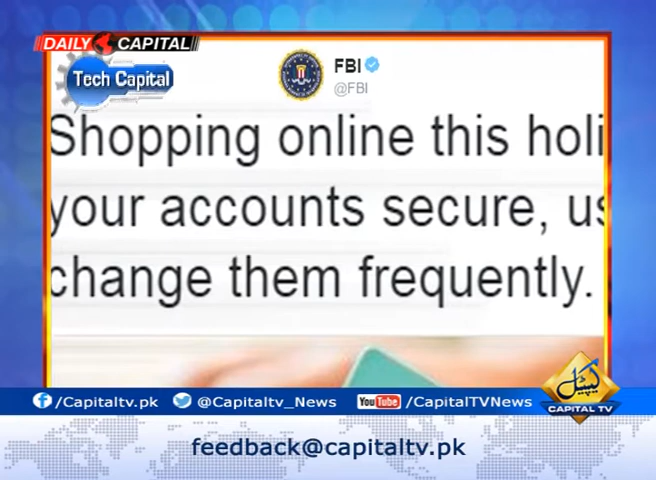 DAILY CAPITAL
Tech Capital
FBI
@FBI
Shopping online this holi
your accounts secure, us
change them frequently.
/Capitaltv.pk
@Capitaltv_News
YouTube /CapitalTVNews
کیپیٹل
CAPITAL TV
feedback@capitaltv.pk